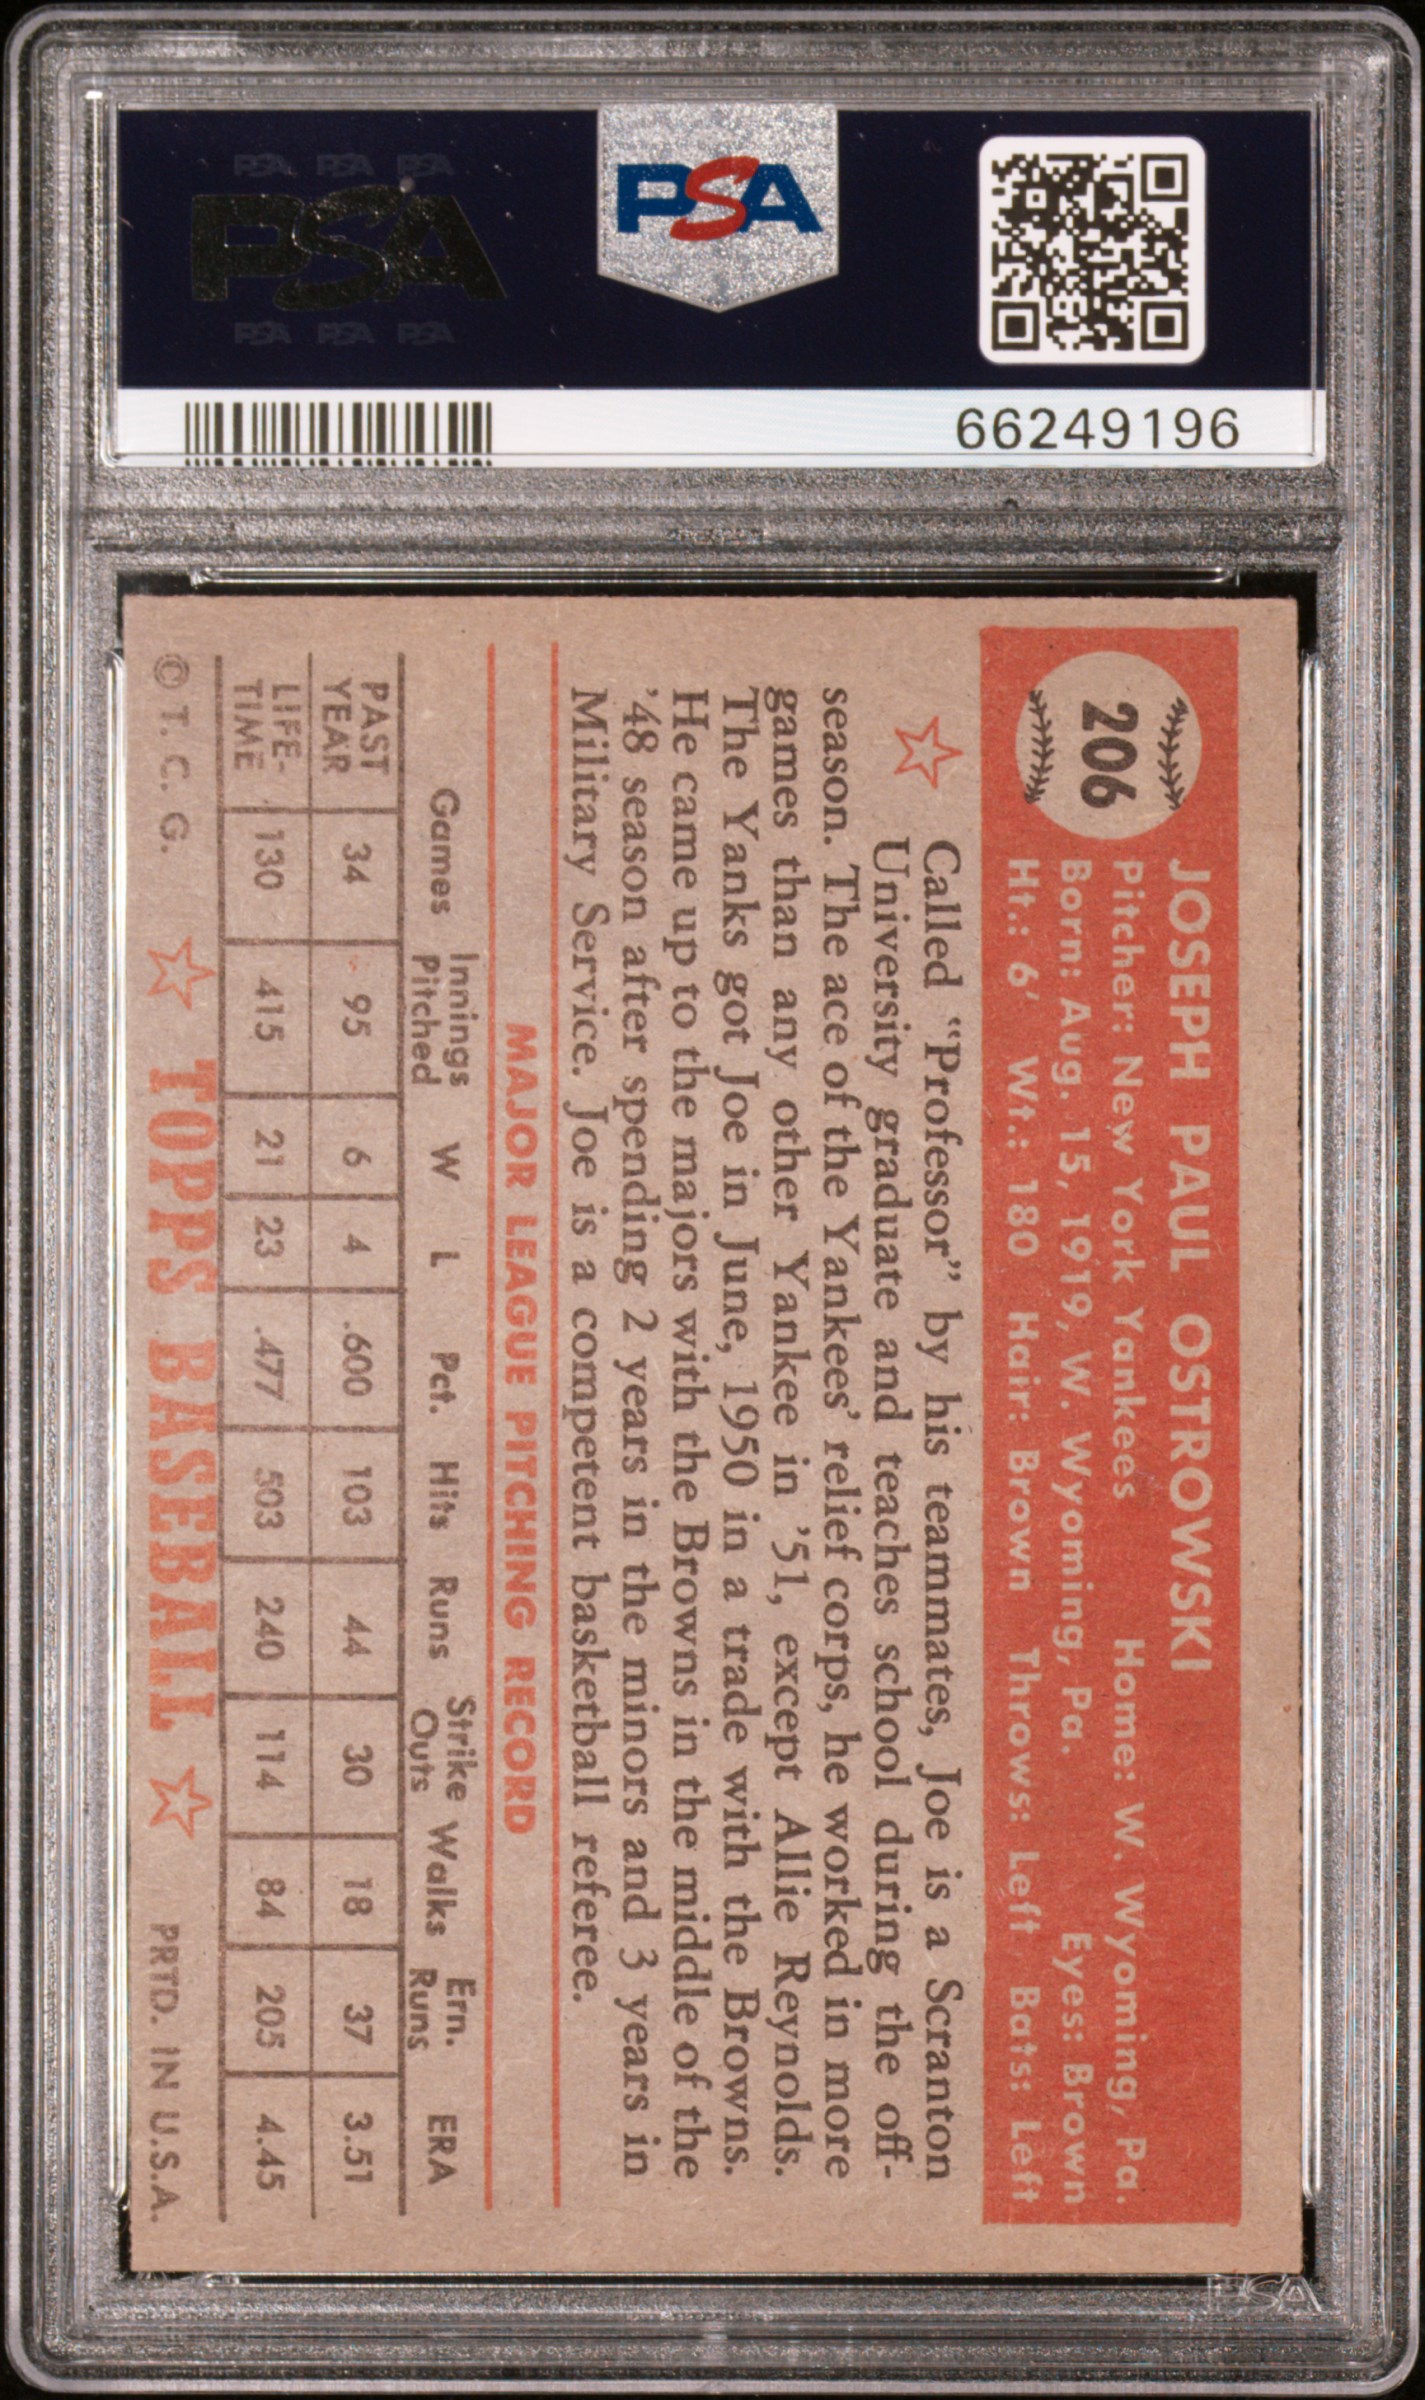 PSA PSA PSA
PSA
PSA PSA PSA
PSA
66249196
206
JOSEPH PAUL OSTROWSKI
Pitcher: New York Yankees Home: W. Wyoming, Pa.
Born: Aug. 15, 1919, W. Wyoming, Pa. Eyes: Brown
Ht.: 6' Wt.: 180 Hair: Brown Throws: Left Bats: Left
Called “Professor” by his teammates, Joe is a Scranton
University graduate and teaches school during the off-
season. The ace of the Yankees’ relief corps, he worked in more
games than any other Yankee in ’51, except Allie Reynolds.
The Yanks got Joe in June, 1950 in a trade with the Browns.
He came up to the majors with the Browns in the middle of the
’48 season after spending 2 years in the minors and 3 years in
Military Service. Joe is a competent basketball referee.
MAJOR LEAGUE PITCHING RECORD
Games Innings Pitched W L Pct. Hits Runs Strike Outs Walks Ern. Runs ERA
PAST YEAR 34 95 6 4 .600 103 44 30 18 37 3.51
LIFE-TIME 130 415 21 23 .477 503 240 114 84 205 4.45
© T. C. G. TOPPS BASEBALL PRTD. IN U.S.A.
PSA